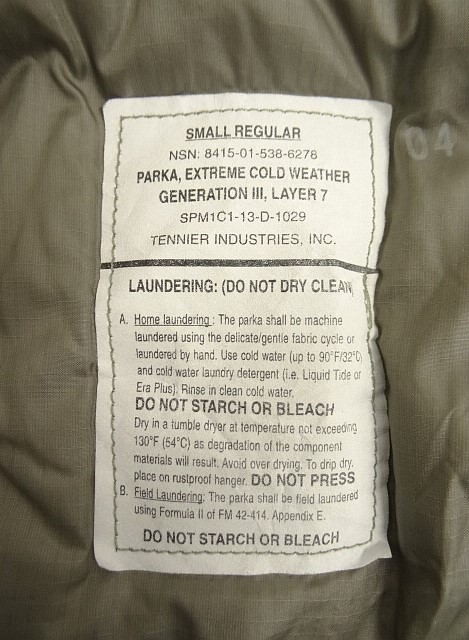 SMALL REGULAR
NSN: 8415-01-538-6278
PARKA, EXTREME COLD WEATHER
GENERATION III, LAYER 7
SPM1C1-13-D-1029
TENNIER INDUSTRIES, INC.
04
LAUNDERING: (DO NOT DRY CLEAN)
A. Home laundering : The parka shall be machine
laundered using the delicate/gentle fabric cycle or
laundered by hand. Use cold water (up to 90°F/32°C)
and cold water laundry detergent (i.e. Liquid Tide or
Era Plus). Rinse in clean cold water.
DO NOT STARCH OR BLEACH
Dry in a tumble dryer at temperature not exceeding
130°F (54°C) as degradation of the component
materials will result. Avoid over drying. To drip dry,
place on rustproof hanger. DO NOT PRESS
B. Field Laundering: The parka shall be field laundered
using Formula II of FM 42-414. Appendix E.
DO NOT STARCH OR BLEACH